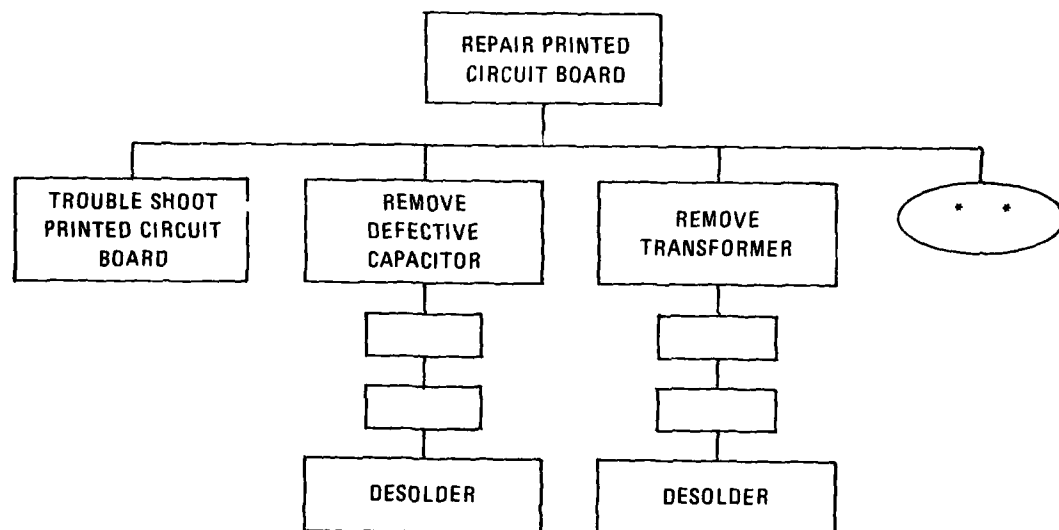 REPAIR PRINTED
CIRCUIT BOARD
TROUBLE SHOOT
PRINTED CIRCUIT
BOARD
REMOVE
DEFECTIVE
CAPACITOR
REMOVE
TRANSFORMER
* *
DESOLDER
DESOLDER